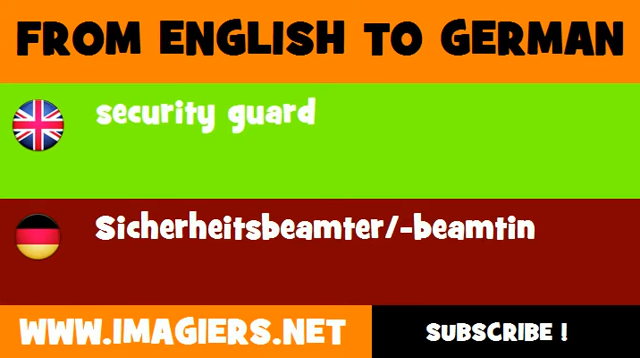 FROM ENGLISH TO GERMAN
security guard
Sicherheitsbeamter/-beamtin
WWW.IMAGIERS.NET
SUBSCRIBE !